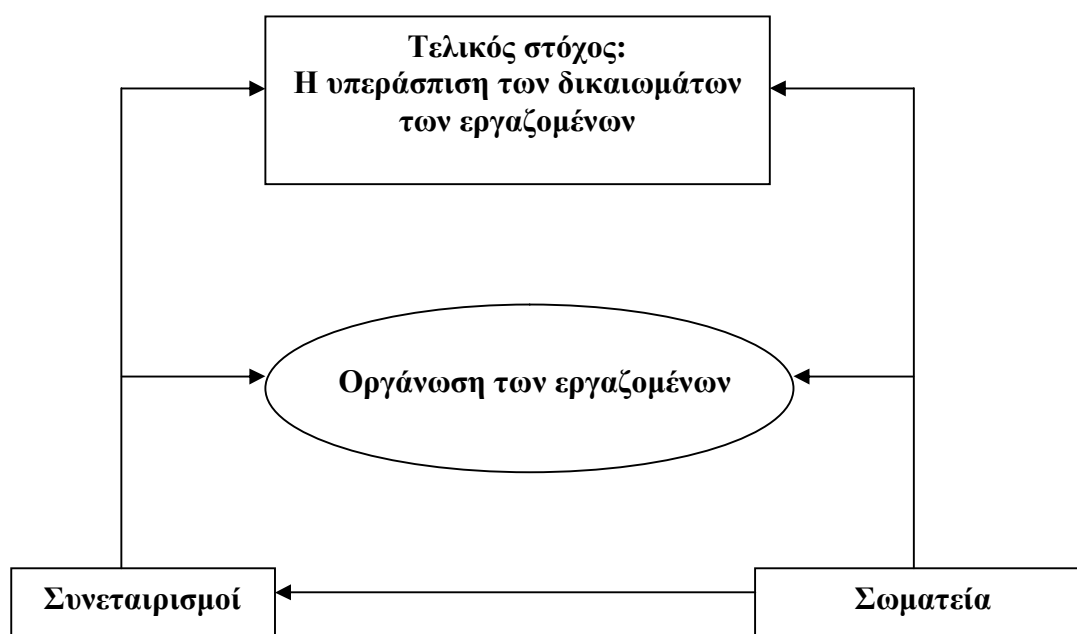 Τελικός στόχος:
Η υπεράσπιση των δικαιωμάτων
των εργαζομένων
Οργάνωση των εργαζομένων
Συνεταιρισμοί
Σωματεία